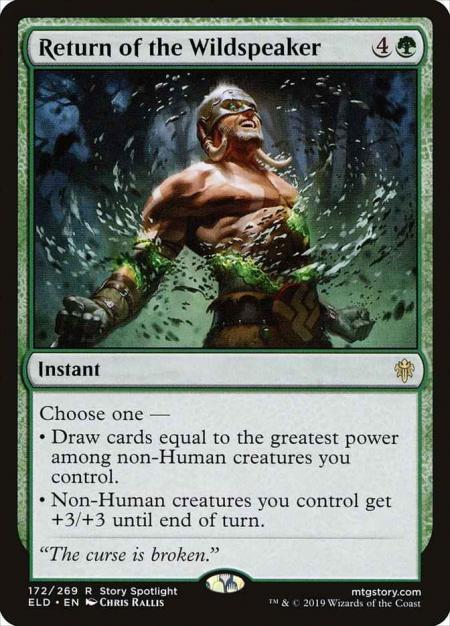 Return of the Wildspeaker 4
Instant
Choose one —
• Draw cards equal to the greatest power
among non-Human creatures you
control.
• Non-Human creatures you control get
+3/+3 until end of turn.
“The curse is broken.”
172/269 R Story Spotlight
ELD • EN Chris Rallis
mtgstory.com
™ & © 2019 Wizards of the Coast